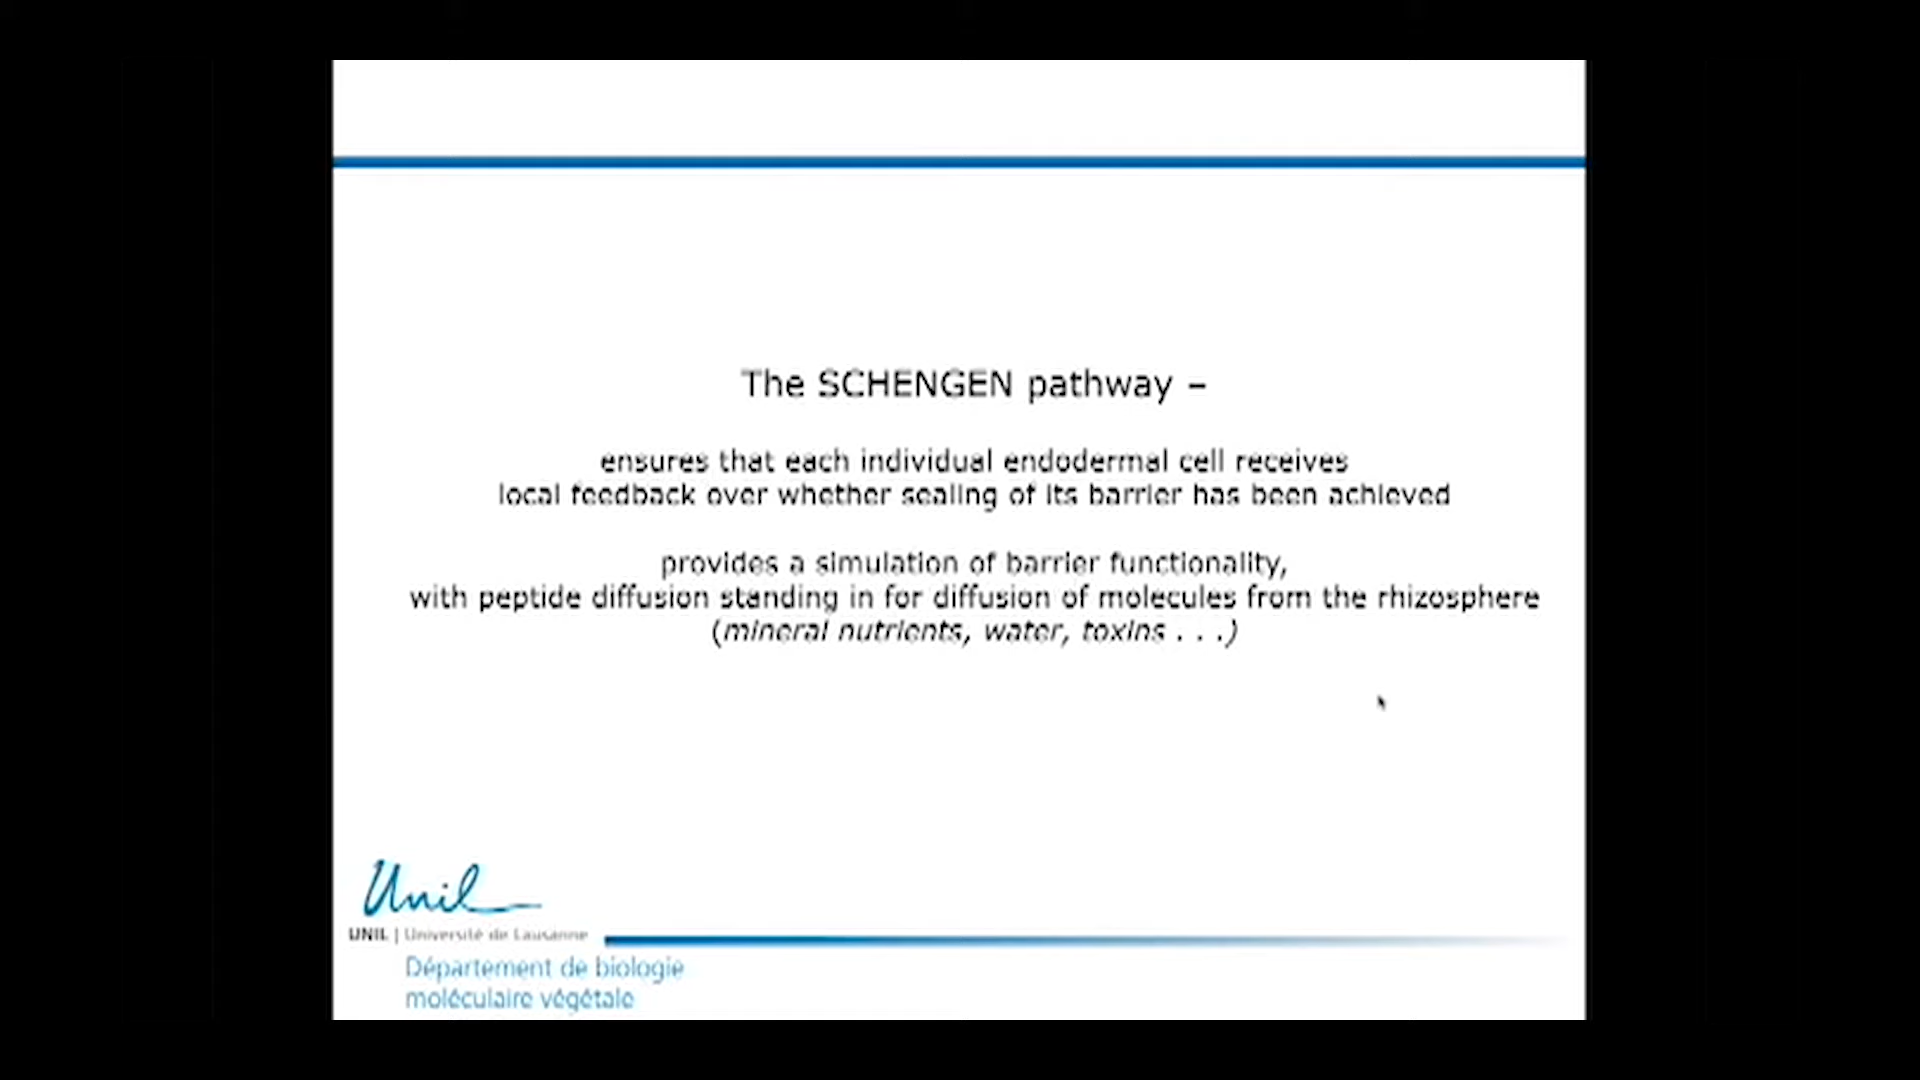 The SCHENGEN pathway –
ensures that each individual endodermal cell receives
local feedback over whether sealing of its barrier has been achieved
provides a simulation of barrier functionality,
with peptide diffusion standing in for diffusion of molecules from the rhizosphere
(mineral nutrients, water, toxins . . .)
Unil
UNIL | Université de Lausanne
Département de biologie
moléculaire végétale